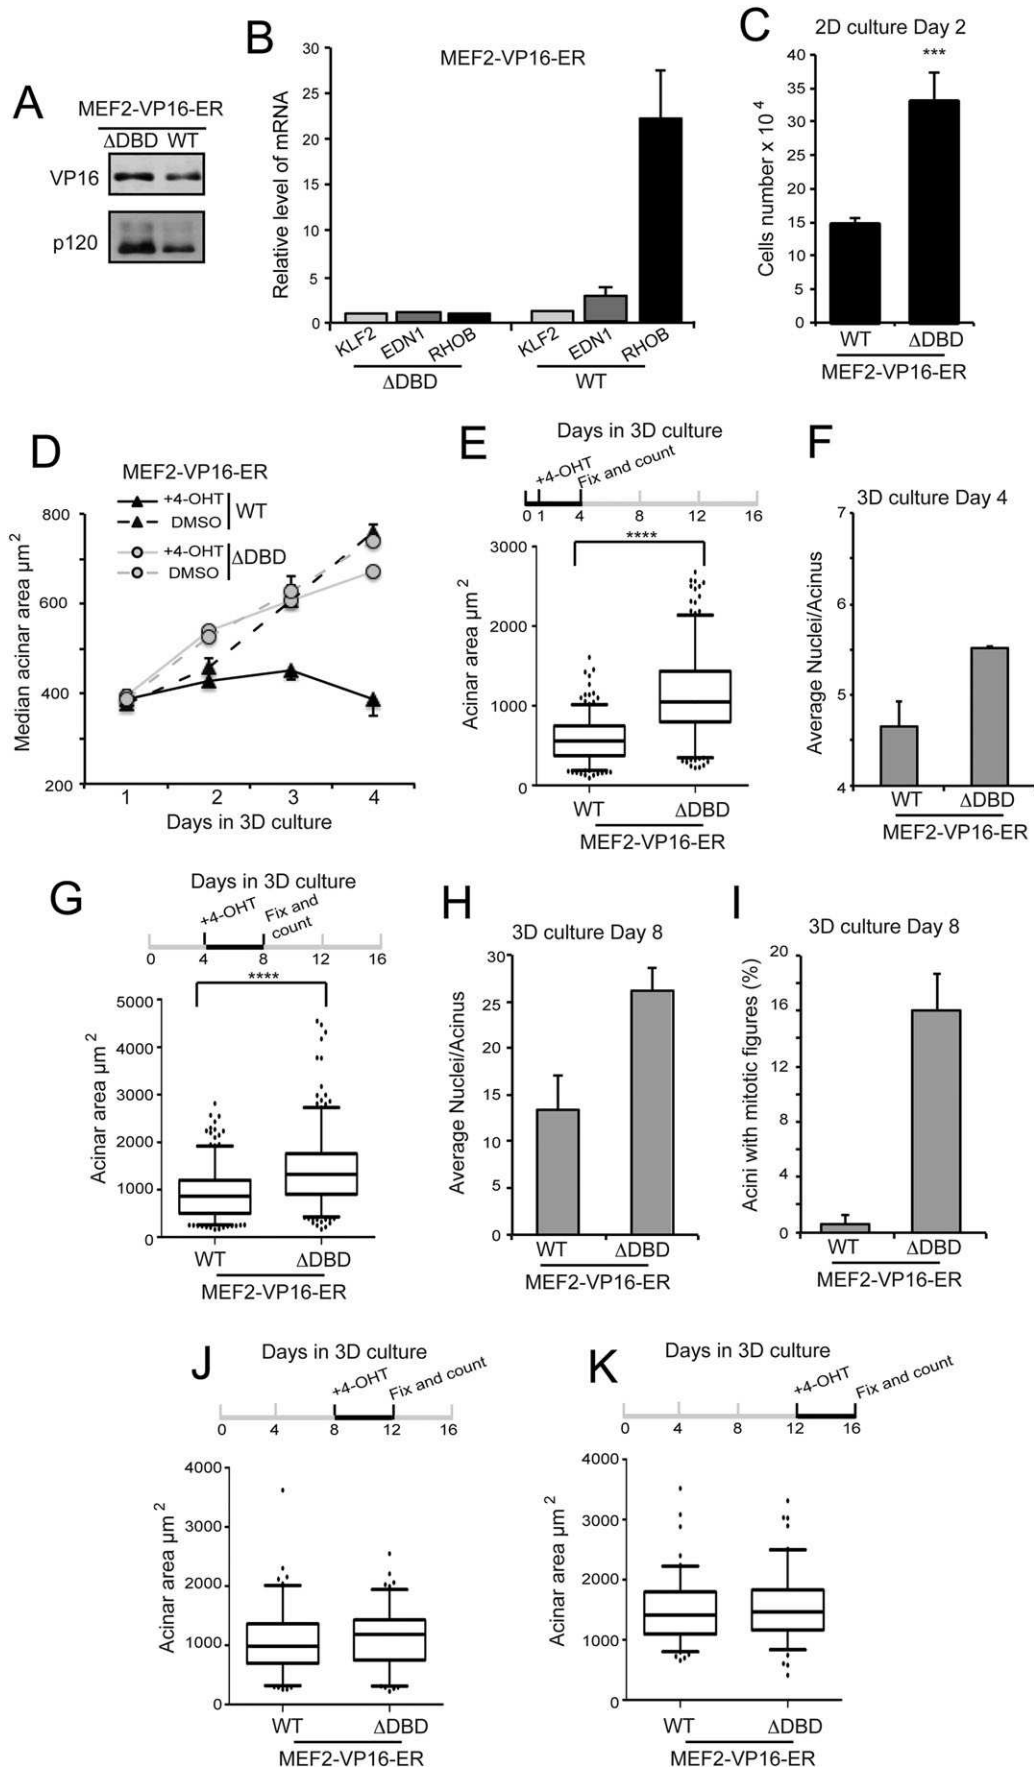 A
MEF2-VP16-ER
ΔDBD WT
VP16
p120
B
MEF2-VP16-ER
Relative level of mRNA
30
25
20
15
10
5
0
KLF2 EDN1 RHOB KLF2 EDN1 RHOB
ΔDBD WT
C
2D culture Day 2
***
Cells number x 10⁴
40
35
30
25
20
15
10
5
0
WT ΔDBD
MEF2-VP16-ER
D
MEF2-VP16-ER
+4-OHT
DMSO
WT
+4-OHT
DMSO
ΔDBD
Median acinar area µm²
800
600
400
200
1 2 3 4
Days in 3D culture
E
Days in 3D culture
+4-OHT Fix and count
0 1 4 8 12 16
****
Acinar area µm²
3000
2000
1000
0
WT ΔDBD
MEF2-VP16-ER
F
3D culture Day 4
Average Nuclei/Acinus
7
6
5
4
WT ΔDBD
MEF2-VP16-ER
G
Days in 3D culture
+4-OHT Fix and
count
0 4 8 12 16
****
Acinar area µm²
5000
4000
3000
2000
1000
0
WT ΔDBD
MEF2-VP16-ER
H
3D culture Day 8
Average Nuclei/Acinus
30
25
20
15
10
5
0
WT ΔDBD
MEF2-VP16-ER
I
3D culture Day 8
Acini with mitotic figures (%)
20
16
12
8
4
0
WT ΔDBD
MEF2-VP16-ER
J
Days in 3D culture
+4-OHT Fix and count
0 4 8 12 16
Acinar area µm²
4000
3000
2000
1000
0
WT ΔDBD
MEF2-VP16-ER
K
Days in 3D culture
+4-OHT Fix and count
0 4 8 12 16
Acinar area µm²
4000
3000
2000
1000
0
WT ΔDBD
MEF2-VP16-ER